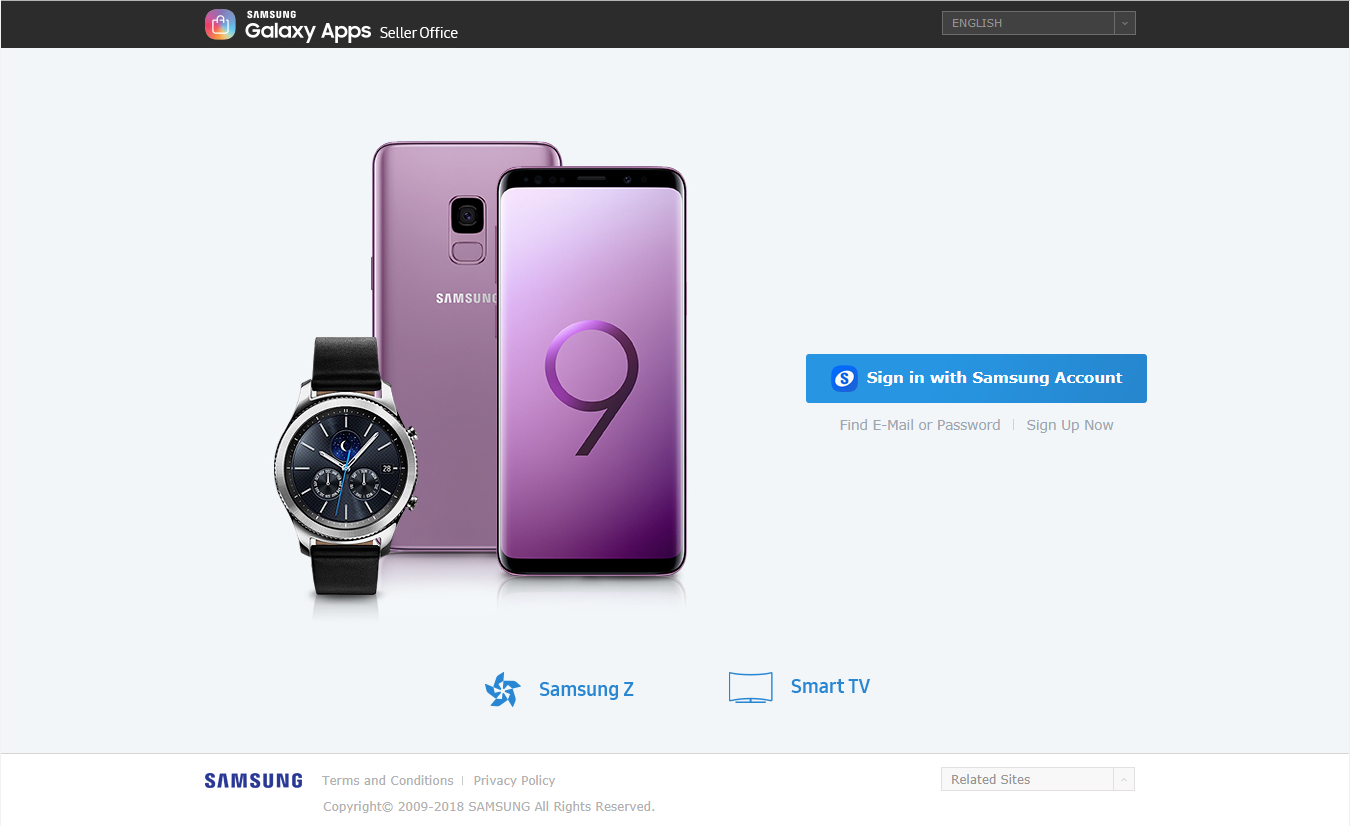 SAMSUNG
Galaxy Apps Seller Office
ENGLISH
SAMSUNG
9
28
Sign in with Samsung Account
Find E-Mail or Password
Sign Up Now
Samsung Z
Smart TV
SAMSUNG
Terms and Conditions
Privacy Policy
Related Sites
Copyright© 2009-2018 SAMSUNG All Rights Reserved.